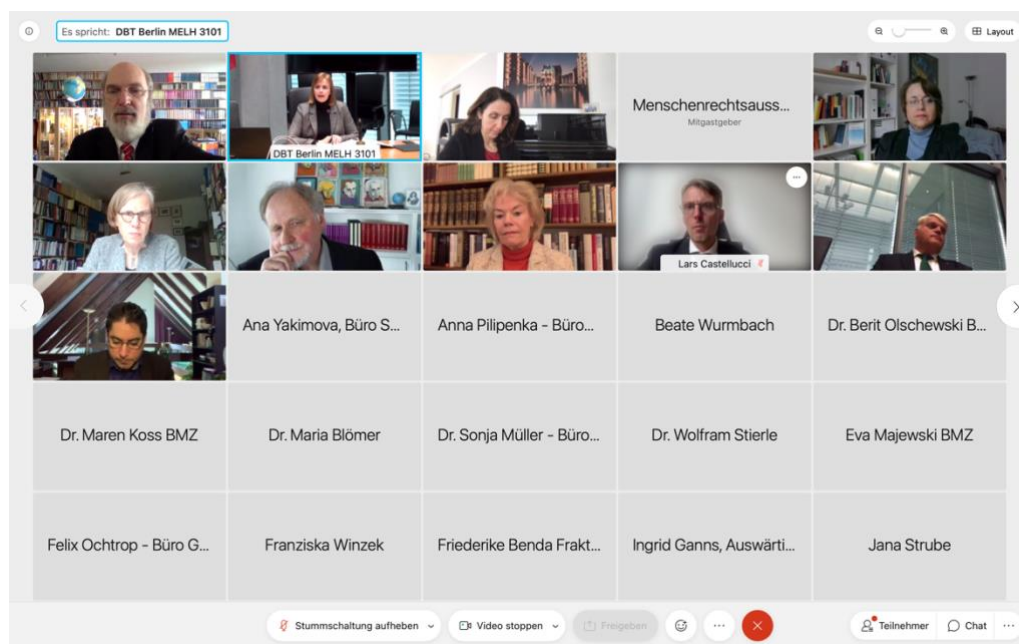 Es spricht: DBT Berlin MELH 3101
Layout
DBT Berlin MELH 3101
Menschenrechtsauss...
Mitgastgeber
Lars Castellucci
Ana Yakimova, Büro S...
Anna Pilipenka - Büro...
Beate Wurmbach
Dr. Berit Olschewski B...
Dr. Maren Koss BMZ
Dr. Maria Blömer
Dr. Sonja Müller - Büro...
Dr. Wolfram Stierle
Eva Majewski BMZ
Felix Ochtrop - Büro G...
Franziska Winzek
Friederike Benda Frakt...
Ingrid Ganns, Auswärti...
Jana Strube
Stummschaltung aufheben
Video stoppen
Freigeben
Teilnehmer
Chat